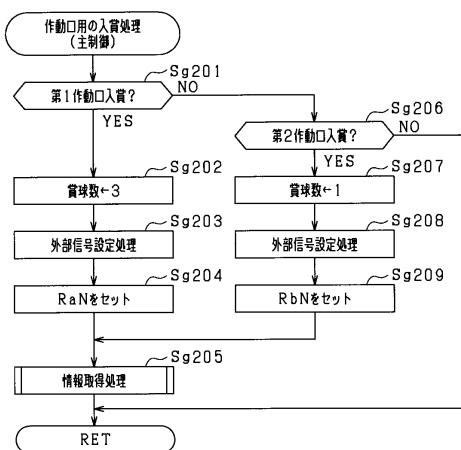 作動口用の入賞処理
(主制御)
Sg201
第1作動口入賞?
NO
YES
Sg206
第2作動口入賞?
NO
YES
Sg202
賞球数←3
Sg207
賞球数←1
Sg203
外部信号設定処理
Sg208
外部信号設定処理
Sg204
RaNをセット
Sg209
RbNをセット
Sg205
情報取得処理
RET